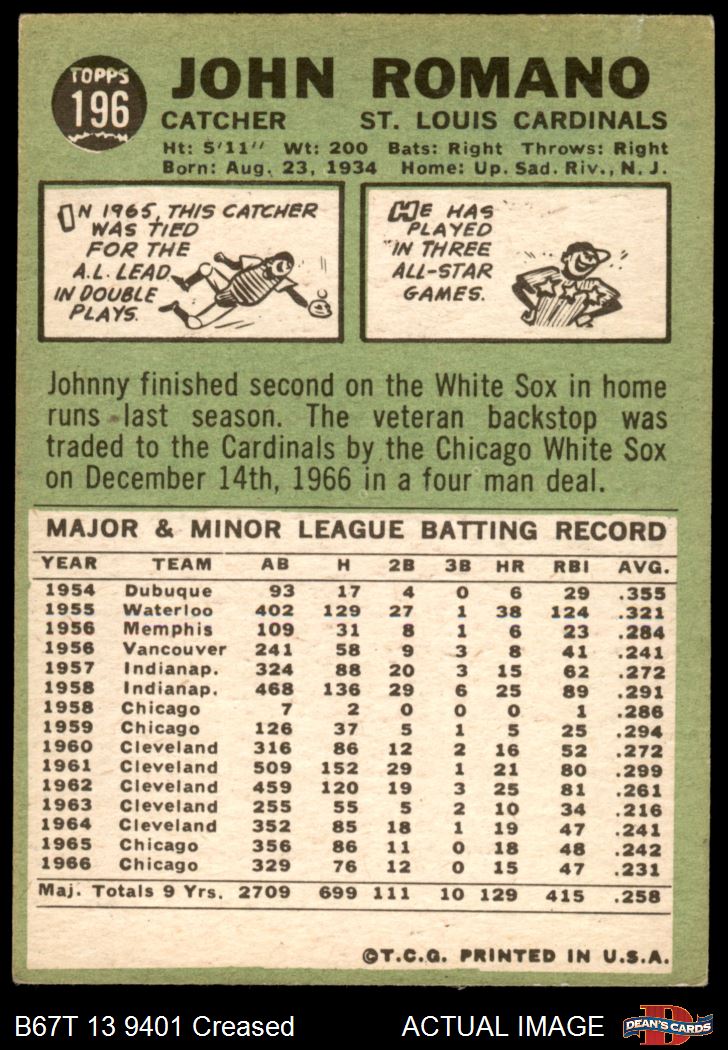 TOPPS
196
JOHN ROMANO
CATCHER ST. LOUIS CARDINALS
Ht: 5'11" Wt: 200 Bats: Right Throws: Right
Born: Aug. 23, 1934 Home: Up. Sad. Riv., N. J.
IN 1965, THIS CATCHER
WAS TIED
FOR THE
A.L. LEAD
IN DOUBLE
PLAYS.
HE HAS
PLAYED
IN THREE
ALL-STAR
GAMES.
Johnny finished second on the White Sox in home
runs last season. The veteran backstop was
traded to the Cardinals by the Chicago White Sox
on December 14th, 1966 in a four man deal.
MAJOR & MINOR LEAGUE BATTING RECORD
YEAR TEAM AB H 2B 3B HR RBI AVG.
1954 Dubuque 93 17 4 0 6 29 .355
1955 Waterloo 402 129 27 1 38 124 .321
1956 Memphis 109 31 8 1 6 23 .284
1956 Vancouver 241 58 9 3 8 41 .241
1957 Indianap. 324 88 20 3 15 62 .272
1958 Indianap. 468 136 29 6 25 89 .291
1958 Chicago 7 2 0 0 0 1 .286
1959 Chicago 126 37 5 1 5 25 .294
1960 Cleveland 316 86 12 2 16 52 .272
1961 Cleveland 509 152 29 1 21 80 .299
1962 Cleveland 459 120 19 3 25 81 .261
1963 Cleveland 255 55 5 2 10 34 .216
1964 Cleveland 352 85 18 1 19 47 .241
1965 Chicago 356 86 11 0 18 48 .242
1966 Chicago 329 76 12 0 15 47 .231
Maj. Totals 9 Yrs. 2709 699 111 10 129 415 .258
©T.C.G. PRINTED IN U.S.A.
B67T 13 9401 Creased ACTUAL IMAGE
D
DEAN'S CARDS